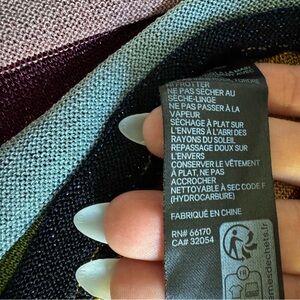 FROTTER
NE PAS SÉCHER AU
SÈCHE-LINGE
NE PAS PASSER À LA
VAPEUR
SÉCHAGE À PLAT SUR
L'ENVERS À L'ABRI DES
RAYONS DU SOLEIL
REPASSAGE DOUX SUR
L'ENVERS
CONSERVER LE VÊTEMENT
À PLAT, NE PAS
ACCROCHER
NETTOYABLE À SEC CODE F
(HYDROCARBURE)
FABRIQUÉ EN CHINE
RN# 66170
CA# 32054
FR